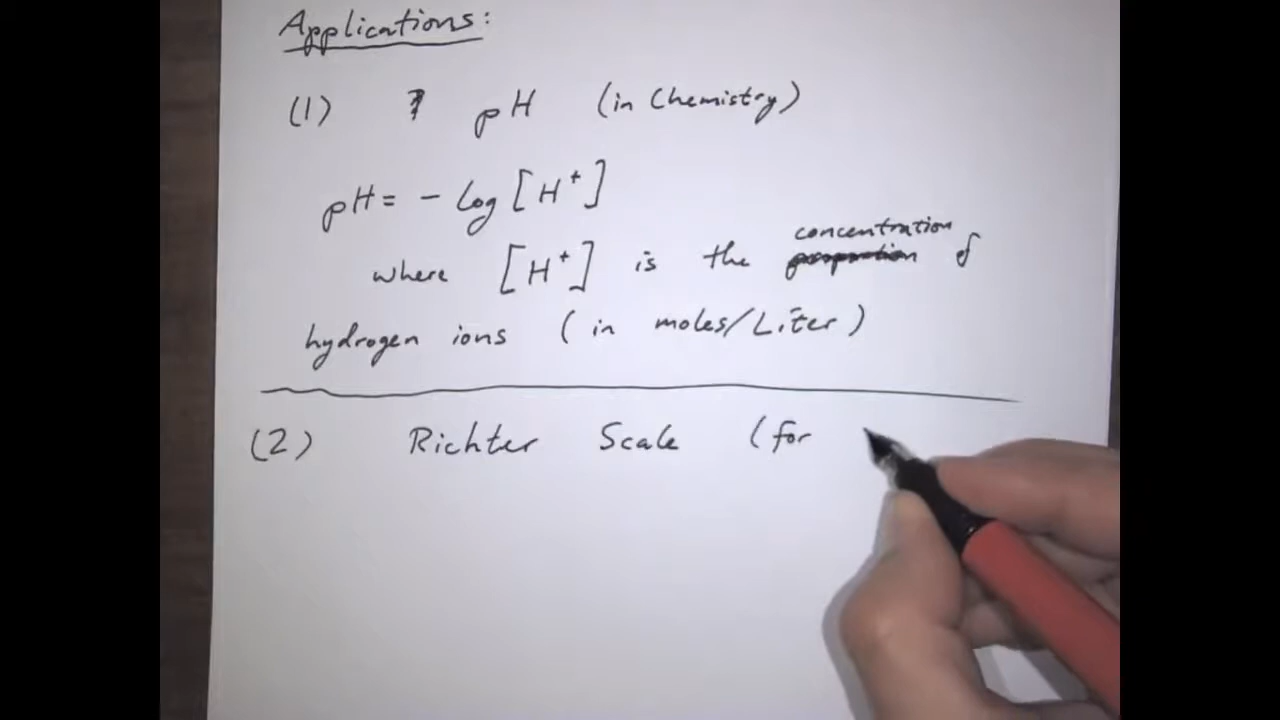 Applications:
(1) pH (in Chemistry)
pH = - log [H⁺]
where [H⁺] is the concentration of
hydrogen ions (in moles/Liter)
(2) Richter Scale (for